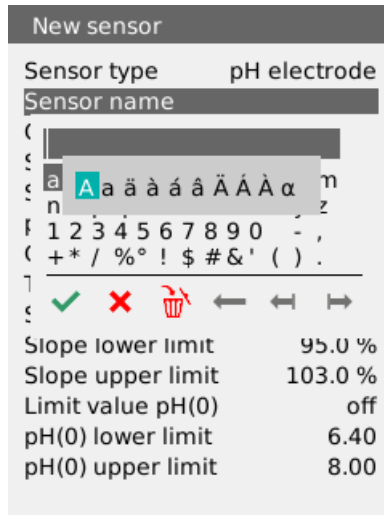 New sensor
Sensor type pH electrode
Sensor name
a A a ä à á â Ä Á À α m
n z
1 2 3 4 5 6 7 8 9 0 - ,
+ * / % ° ! $ # & ' ( ) .
Slope lower limit 95.0 %
Slope upper limit 103.0 %
Limit value pH(0) off
pH(0) lower limit 6.40
pH(0) upper limit 8.00